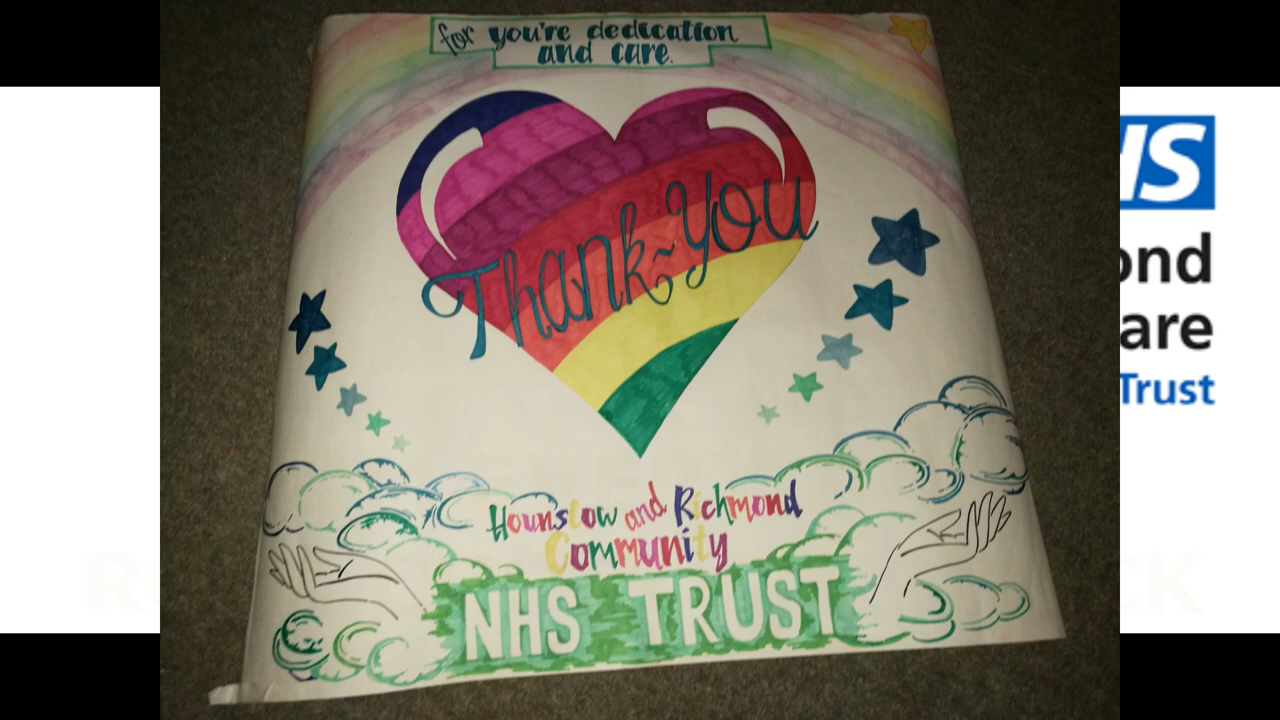 for you're dedication
and care.
Thank~You
Hounslow and Richmond
Community
NHS TRUST
HS
ond
are
Trust